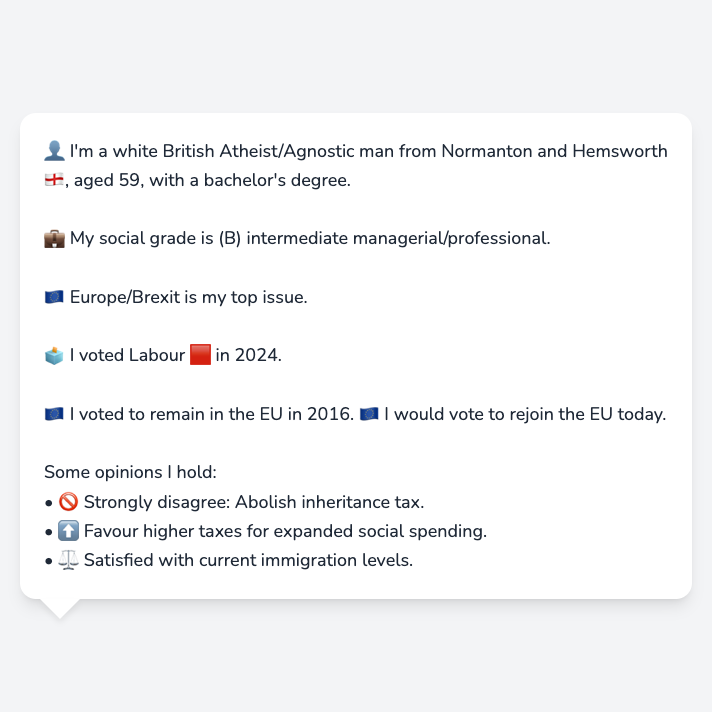 👤 I'm a white British Atheist/Agnostic man from Normanton and Hemsworth
🏴󠁧󠁢󠁥󠁮󠁧󠁿, aged 59, with a bachelor's degree.
💼 My social grade is (B) intermediate managerial/professional.
🇪🇺 Europe/Brexit is my top issue.
🗳️ I voted Labour 🟥 in 2024.
🇪🇺 I voted to remain in the EU in 2016. 🇪🇺 I would vote to rejoin the EU today.
Some opinions I hold:
• 🚫 Strongly disagree: Abolish inheritance tax.
• ⬆️ Favour higher taxes for expanded social spending.
• ⚖️ Satisfied with current immigration levels.